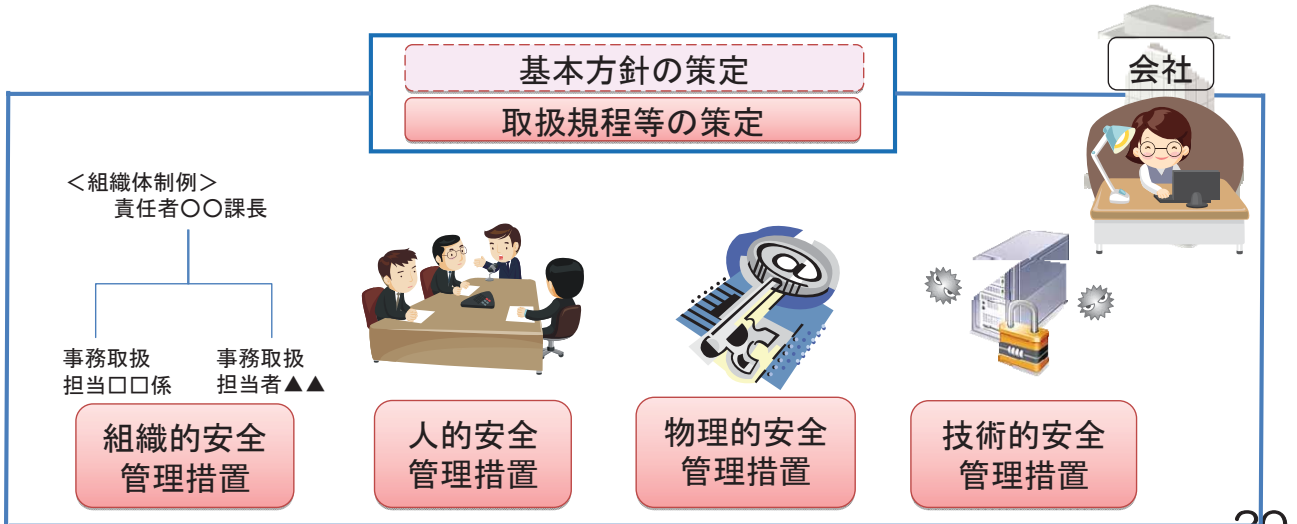 基本方針の策定
取扱規程等の策定
会社
＜組織体制例＞
責任者〇〇課長
事務取扱
担当□□係
事務取扱
担当者▲▲
組織的安全
管理措置
人的安全
管理措置
物理的安全
管理措置
技術的安全
管理措置